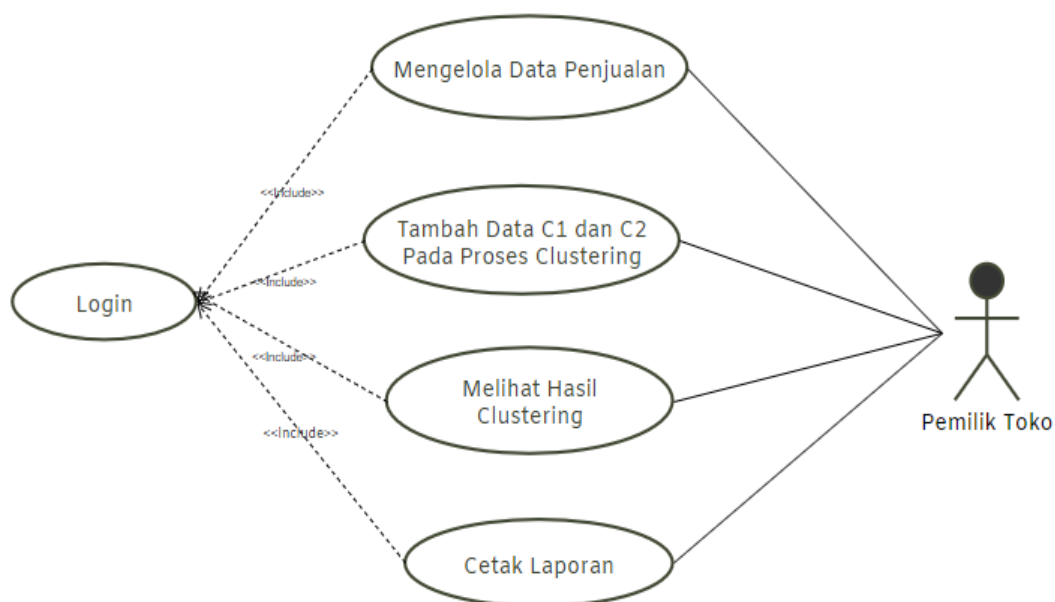 Mengelola Data Penjualan
<<Include>>
Tambah Data C1 dan C2
Pada Proses Clustering
<<Include>>
Login
<<Include>>
Melihat Hasil
Clustering
Pemilik Toko
<<Include>>
Cetak Laporan